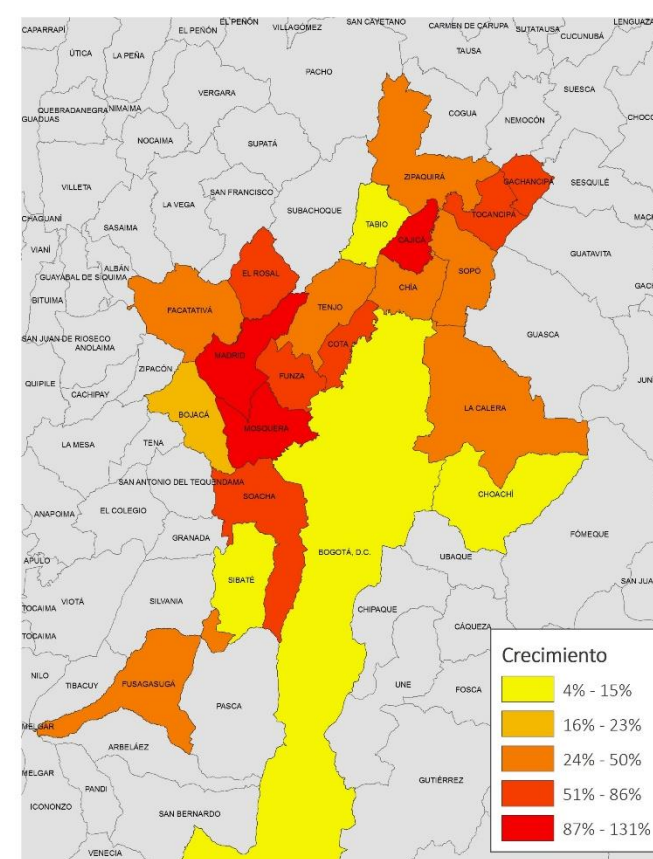 EL PEÑÓN
CAPARRAPÍ
EL PEÑÓN
VILLAGÓMEZ
SAN CAYETANO
CARMEN DE CARUPA
SUTATAUSA
LENGUAZA
CUCUNUBÁ
ÚTICA
LA PEÑA
TAUSA
PACHO
VERGARA
SUESCA
QUEBRADANEGRA
NIMAIMA
GUADUAS
COGUA
NEMOCÓN
CHOCO
NOCAIMA
SUPATÁ
ZIPAQUIRÁ
GACHANCIPÁ
SESQUILÉ
VILLETA
SAN FRANCISCO
LA VEGA
SUBACHOQUE
TOCANCIPÁ
CHAGUANÍ
SASAIMA
TABIO
CAJICÁ
VIANÍ
GUATAVITA
ALBÁN
GUAYABAL DE SÍQUIMA
EL ROSAL
SOPÓ
BITUIMA
CHÍA
FACATATIVÁ
TENJO
GUASCA
SAN JUAN DE RIOSECO
ANOLAIMA
COTA
MADRID
ZIPACÓN
FUNZA
QUIPILE
CACHIPAY
BOJACÁ
LA CALERA
MOSQUERA
LA MESA
TENA
SAN ANTONIO DEL TEQUENDAMA
SOACHA
CHOACHÍ
ANAPOIMA
EL COLEGIO
GRANADA
FÓMEQUE
APULO
BOGOTÁ, D.C.
UBAQUE
SIBATÉ
SAN JUA
TOCAIMA
VIOTÁ
SILVANIA
CHIPAQUE
TOCAIMA
CÁQUEZA
NILO
TIBACUY
FUSAGASUGÁ
PASCA
UNE
FOSCA
MELGAR
ARBELÁEZ
MELGAR
PANDI
ICONONZO
GUTIÉRREZ
SAN BERNARDO
VENECIA
Crecimiento
4% - 15%
16% - 23%
24% - 50%
51% - 86%
87% - 131%